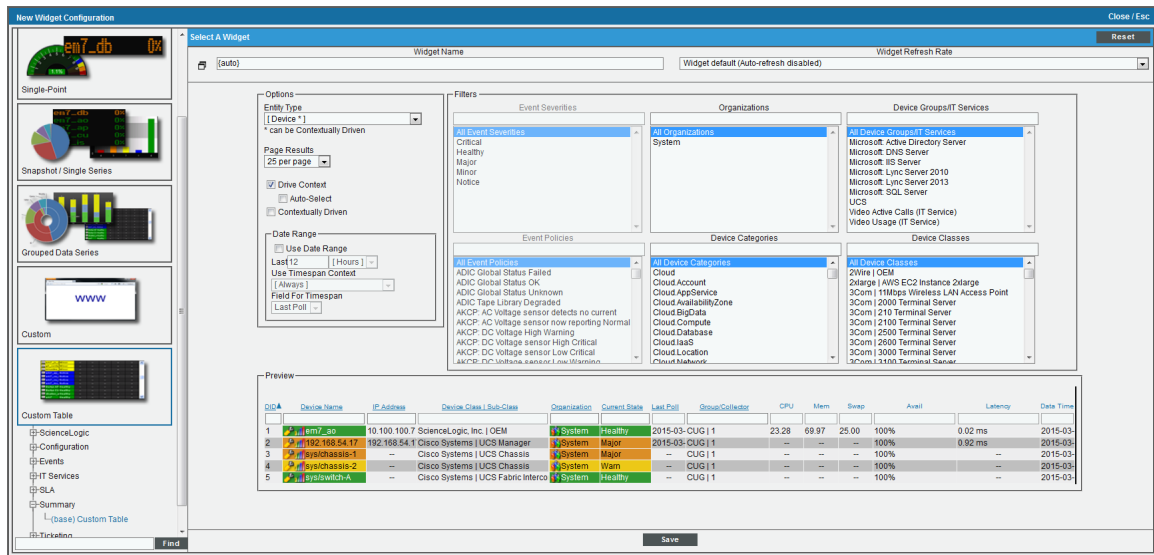 New Widget Configuration
Close / Esc
em7_db 0%
Single-Point
Snapshot / Single Series
Grouped Data Series
www
Custom
Custom Table
ScienceLogic
Configuration
Events
IT Services
SLA
Summary
(base) Custom Table
Ticketing
Find
Select A Widget
Reset
Widget Name
Widget Refresh Rate
{auto}
Widget default (Auto-refresh disabled)
Options
Entity Type
[ Device * ]
* can be Contextually Driven
Page Results
25 per page
Drive Context
Auto-Select
Contextually Driven
Date Range
Use Date Range
Last 12 [ Hours ]
Use Timespan Context
[ Always ]
Field For Timespan
Last Poll
Filters
Event Severities
All Event Severities
Critical
Healthy
Major
Minor
Notice
Organizations
All Organizations
System
Device Groups/IT Services
All Device Groups/IT Services
Microsoft: Active Directory Server
Microsoft: DNS Server
Microsoft: IIS Server
Microsoft: Lync Server 2010
Microsoft: Lync Server 2013
Microsoft: SQL Server
UCS
Video Active Calls (IT Service)
Video Usage (IT Service)
Event Policies
All Event Policies
ADIC Global Status Failed
ADIC Global Status OK
ADIC Global Status Unknown
ADIC Tape Library Degraded
AKCP: AC Voltage sensor detects no current
AKCP: AC Voltage sensor now reporting Normal
AKCP: DC Voltage High Warning
AKCP: DC Voltage sensor High Critical
AKCP: DC Voltage sensor Low Critical
AKCP: DC Voltage sensor Low Warning
Device Categories
All Device Categories
Cloud
Cloud.Account
Cloud.AppService
Cloud.AvailabilityZone
Cloud.BigData
Cloud.Compute
Cloud.Database
Cloud.IaaS
Cloud.Location
Cloud.Network
Device Classes
All Device Classes
2Wire | OEM
2xlarge | AWS EC2 Instance 2xlarge
3Com | 11Mbps Wireless LAN Access Point
3Com | 2000 Terminal Server
3Com | 210 Terminal Server
3Com | 2100 Terminal Server
3Com | 2500 Terminal Server
3Com | 2600 Terminal Server
3Com | 3000 Terminal Server
3Com | 3100 Terminal Server
Preview
DID Device Name IP Address Device Class | Sub-Class Organization Current State Last Poll Group/Collector CPU Mem Swap Avail Latency Data Time
1 em7_ao 10.100.100.7 ScienceLogic, Inc. | OEM System Healthy 2015-03- CUG | 1 23.28 69.97 25.00 100% 0.02 ms 2015-03-
2 192.168.54.17 192.168.54.1 Cisco Systems | UCS Manager System Major 2015-03- CUG | 1 -- -- -- 100% 0.92 ms 2015-03-
3 sys/chassis-1 -- Cisco Systems | UCS Chassis System Major -- CUG | 1 -- -- -- 100% -- 2015-03-
4 sys/chassis-2 -- Cisco Systems | UCS Chassis System Warn -- CUG | 1 -- -- -- 100% -- 2015-03-
5 sys/switch-A -- Cisco Systems | UCS Fabric Interco System Healthy -- CUG | 1 -- -- -- 100% -- 2015-03-
Save